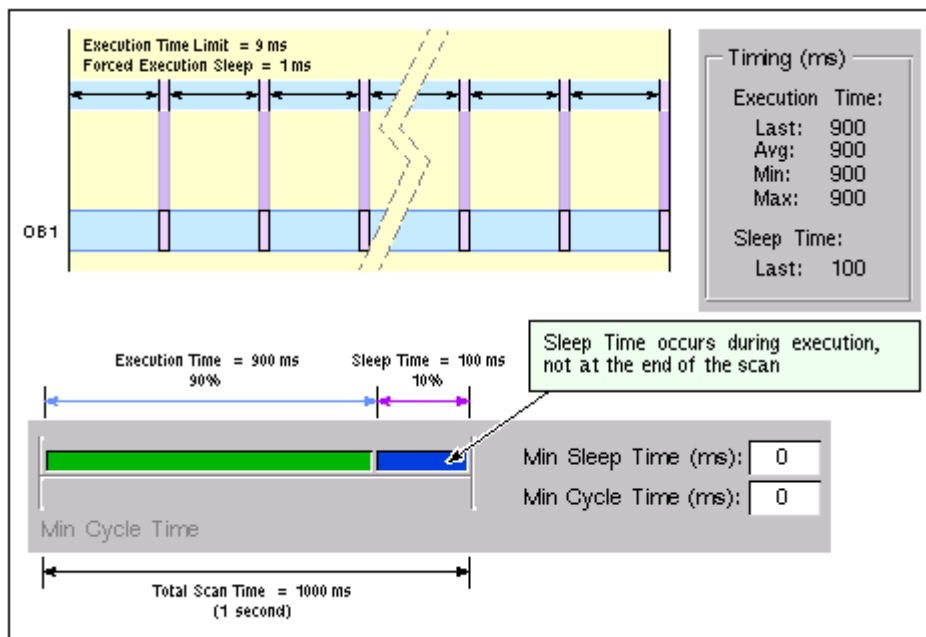 Execution Time Limit = 9 ms
Forced Execution Sleep = 1 ms
OB1
Timing (ms)
Execution Time:
Last: 900
Avg: 900
Min: 900
Max: 900
Sleep Time:
Last: 100
Sleep Time occurs during execution,
not at the end of the scan
Execution Time = 900 ms
90%
Sleep Time = 100 ms
10%
Min Sleep Time (ms): 0
Min Cycle Time (ms): 0
Min Cycle Time
Total Scan Time = 1000 ms
(1 second)